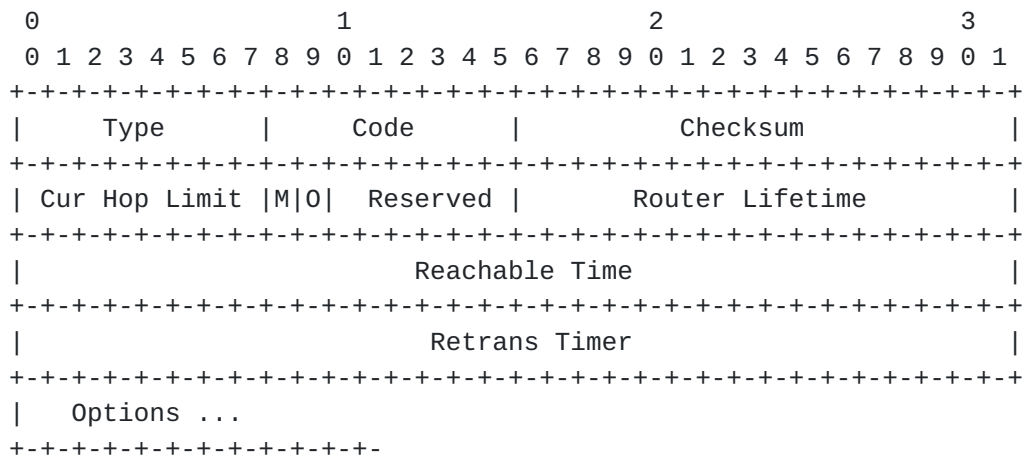 0                   1                   2                   3
 0 1 2 3 4 5 6 7 8 9 0 1 2 3 4 5 6 7 8 9 0 1 2 3 4 5 6 7 8 9 0 1
+-+-+-+-+-+-+-+-+-+-+-+-+-+-+-+-+-+-+-+-+-+-+-+-+-+-+-+-+-+-+-+-+
|     Type      |     Code      |          Checksum             |
+-+-+-+-+-+-+-+-+-+-+-+-+-+-+-+-+-+-+-+-+-+-+-+-+-+-+-+-+-+-+-+-+
| Cur Hop Limit |M|O|  Reserved |       Router Lifetime         |
+-+-+-+-+-+-+-+-+-+-+-+-+-+-+-+-+-+-+-+-+-+-+-+-+-+-+-+-+-+-+-+-+
|                         Reachable Time                        |
+-+-+-+-+-+-+-+-+-+-+-+-+-+-+-+-+-+-+-+-+-+-+-+-+-+-+-+-+-+-+-+-+
|                          Retrans Timer                        |
+-+-+-+-+-+-+-+-+-+-+-+-+-+-+-+-+-+-+-+-+-+-+-+-+-+-+-+-+-+-+-+-+
|   Options ...
+-+-+-+-+-+-+-+-+-+-+-+-